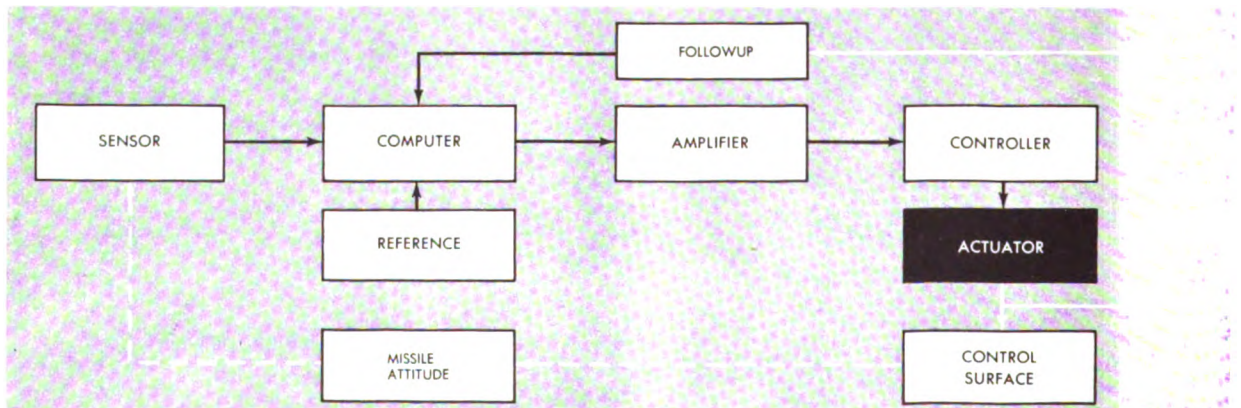 FOLLOWUP
SENSOR
COMPUTER
AMPLIFIER
CONTROLLER
REFERENCE
ACTUATOR
MISSILE
ATTITUDE
CONTROL
SURFACE